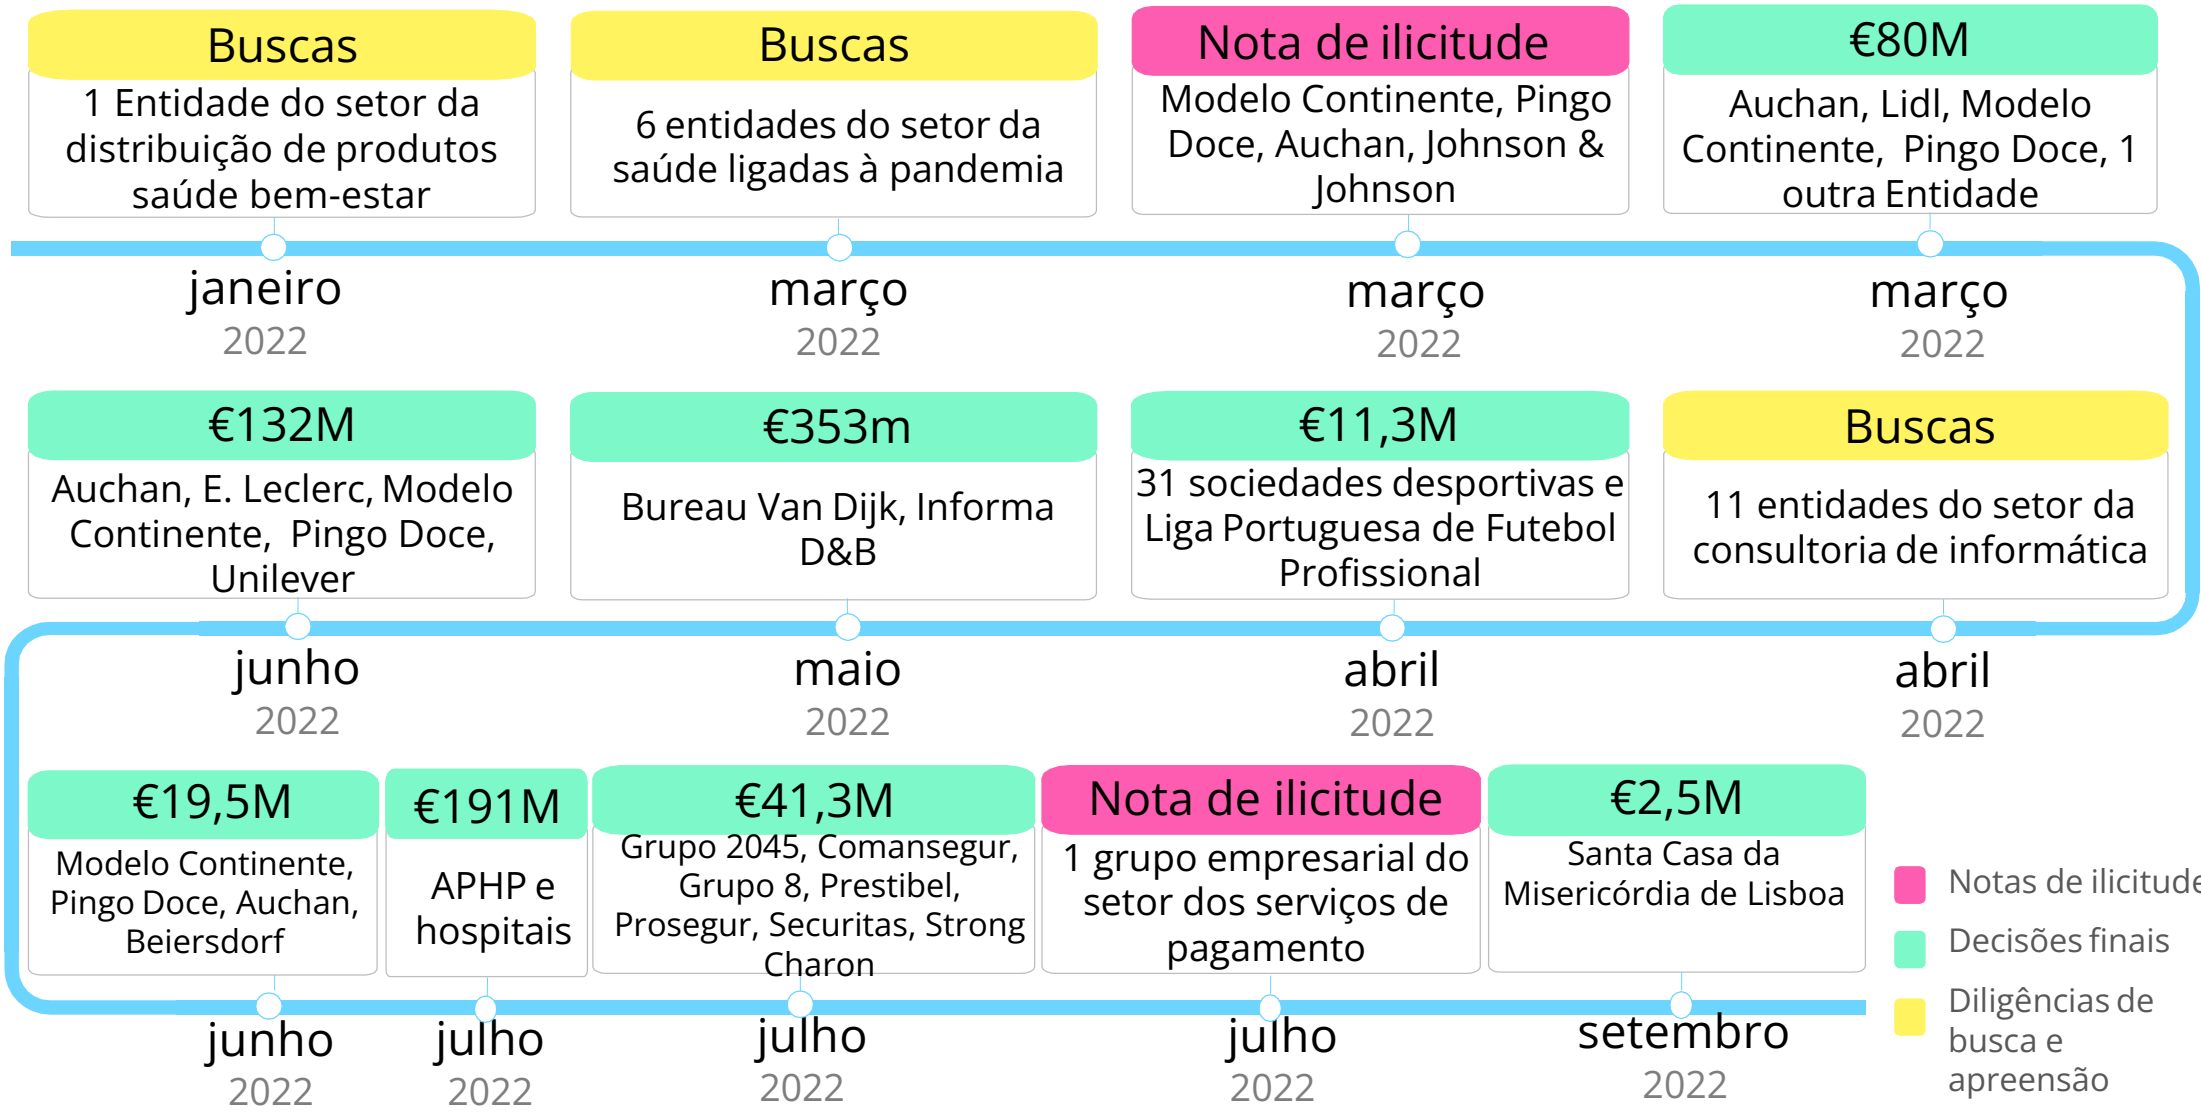 Buscas
1 Entidade do setor da
distribuição de produtos
saúde bem-estar
janeiro
2022
Buscas
6 entidades do setor da
saúde ligadas à pandemia
março
2022
Nota de ilicitude
Modelo Continente, Pingo
Doce, Auchan, Johnson &
Johnson
março
2022
€80M
Auchan, Lidl, Modelo
Continente, Pingo Doce, 1
outra Entidade
março
2022
€132M
Auchan, E. Leclerc, Modelo
Continente, Pingo Doce,
Unilever
junho
2022
€353m
Bureau Van Dijk, Informa
D&B
maio
2022
€11,3M
31 sociedades desportivas e
Liga Portuguesa de Futebol
Profissional
abril
2022
Buscas
11 entidades do setor da
consultoria de informática
abril
2022
€19,5M
Modelo Continente,
Pingo Doce, Auchan,
Beiersdorf
junho
2022
€191M
APHP e
hospitais
julho
2022
€41,3M
Grupo 2045, Comansegur,
Grupo 8, Prestibel,
Prosegur, Securitas, Strong
Charon
julho
2022
Nota de ilicitude
1 grupo empresarial do
setor dos serviços de
pagamento
julho
2022
€2,5M
Santa Casa da
Misericórdia de Lisboa
setembro
2022
Notas de ilicitude
Decisões finais
Diligências de
busca e
apreensão